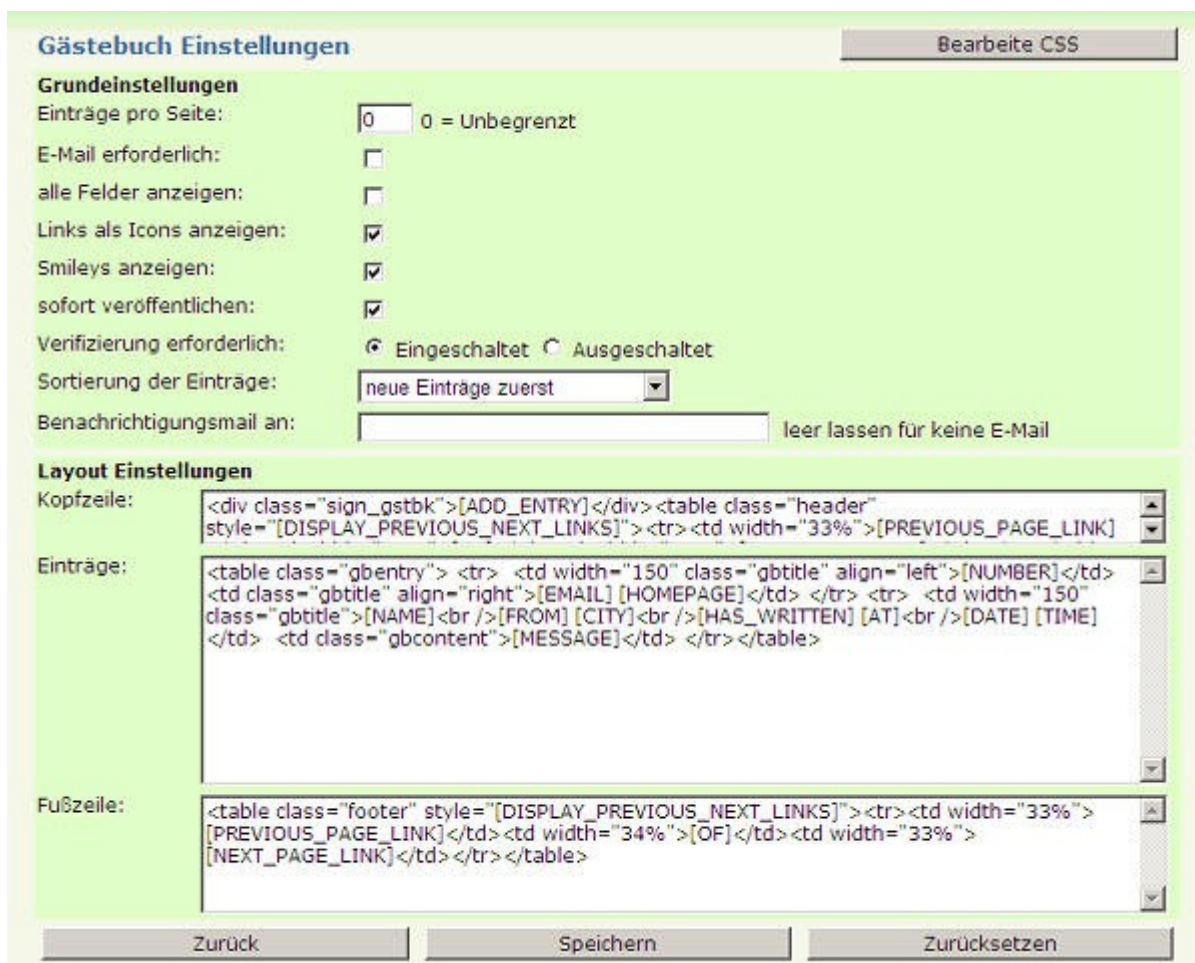 Gästebuch Einstellungen
Bearbeite CSS
Grundeinstellungen
Einträge pro Seite:
0 0 = Unbegrenzt
E-Mail erforderlich:
alle Felder anzeigen:
Links als Icons anzeigen:
Smileys anzeigen:
sofort veröffentlichen:
Verifizierung erforderlich:
Eingeschaltet Ausgeschaltet
Sortierung der Einträge:
neue Einträge zuerst
Benachrichtigungsmail an:
leer lassen für keine E-Mail
Layout Einstellungen
Kopfzeile:
<div class="sign_gstbk">[ADD_ENTRY]</div><table class="header"
style="[DISPLAY_PREVIOUS_NEXT_LINKS]"><tr><td width="33%">[PREVIOUS_PAGE_LINK]
Einträge:
<table class="gbentry"> <tr>  <td width="150" class="gbtitle" align="left">[NUMBER]</td>
<td class="gbtitle" align="right">[EMAIL] [HOMEPAGE]</td> </tr> <tr>  <td width="150"
class="gbtitle">[NAME]<br />[FROM] [CITY]<br />[HAS_WRITTEN] [AT]<br />[DATE] [TIME]
</td>  <td class="gbcontent">[MESSAGE]</td> </tr></table>
Fußzeile:
<table class="footer" style="[DISPLAY_PREVIOUS_NEXT_LINKS]"><tr><td width="33%">
[PREVIOUS_PAGE_LINK]</td><td width="34%">[OF]</td><td width="33%">
[NEXT_PAGE_LINK]</td></tr></table>
Zurück
Speichern
Zurücksetzen